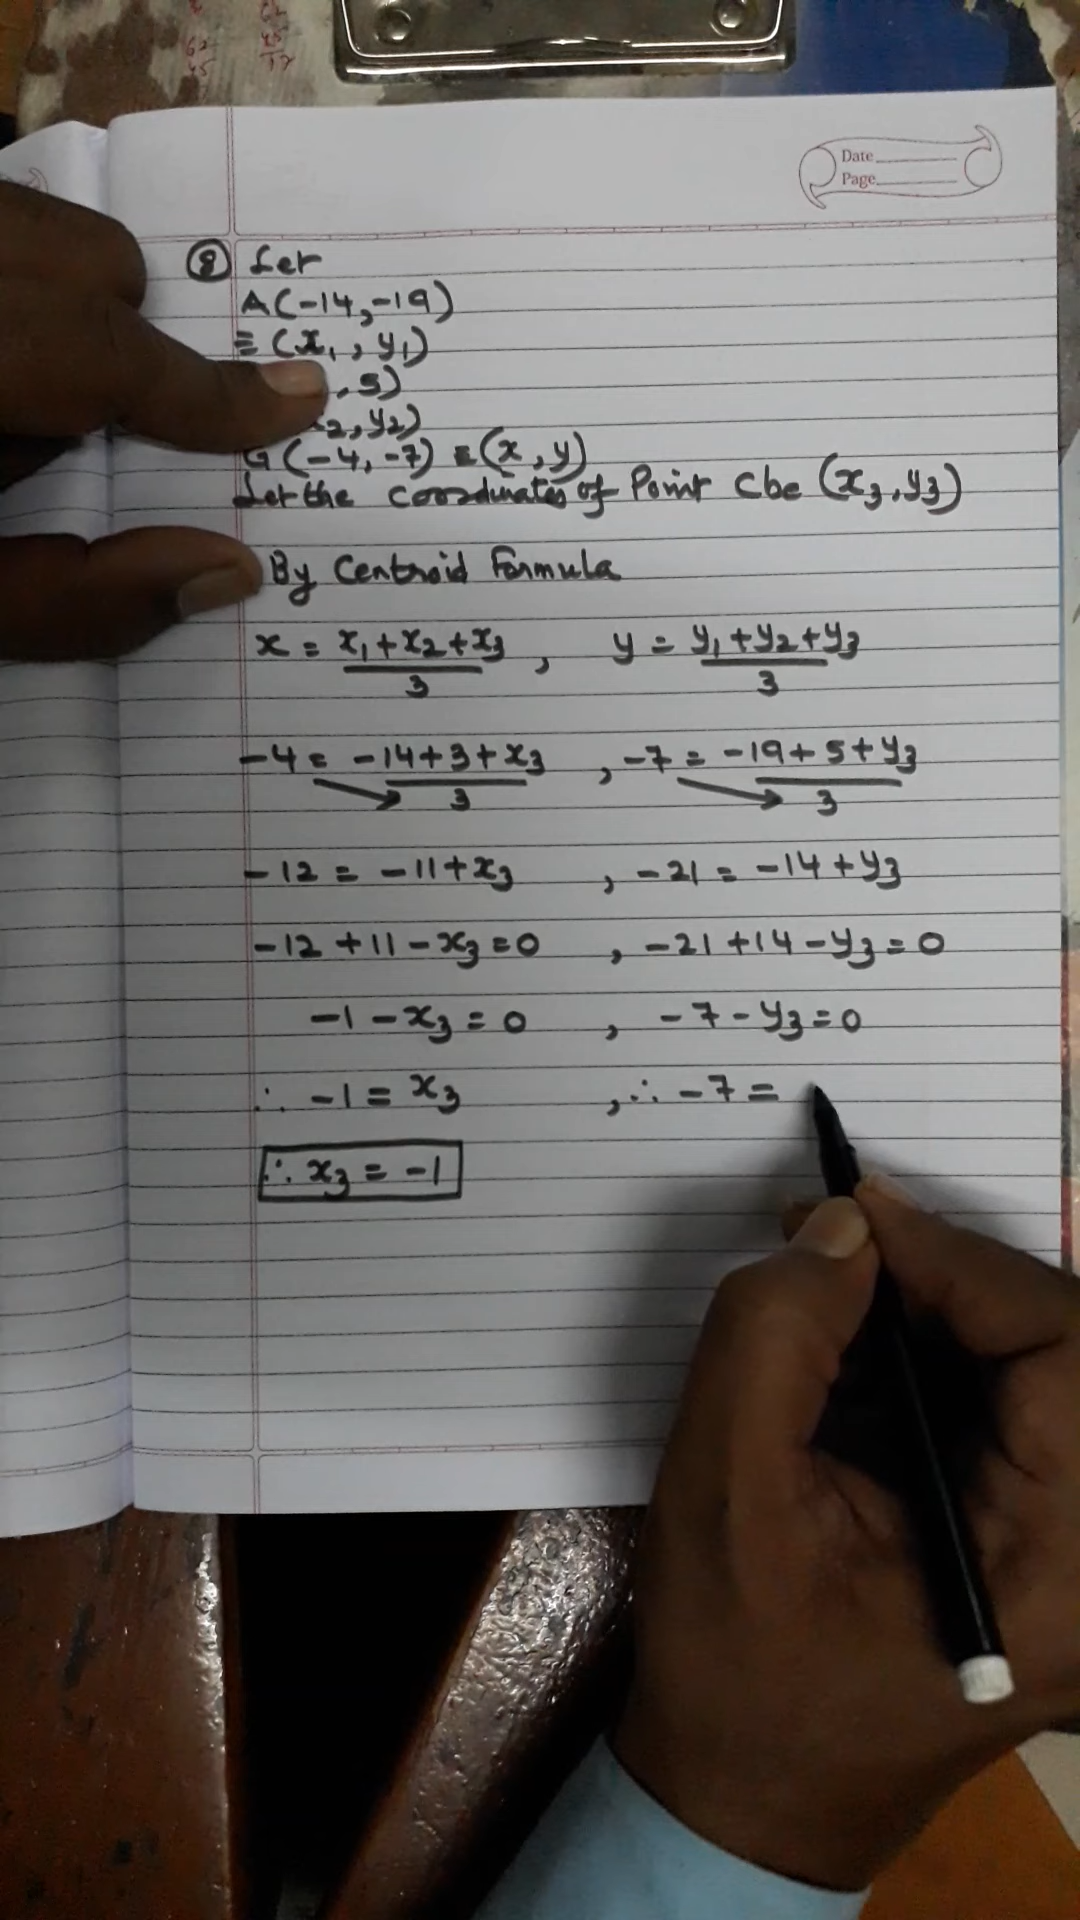 Date
Page
⑧ Let
A(-14,-19)
≡ (x₁, y₁)
, 5)
₂, y₂)
G(-4,-7) ≡ (x, y)
Let the coordinates of Point C be (x₃, y₃)
By Centroid Formula
x = x₁+x₂+x₃/3 , y = y₁+y₂+y₃/3
-4 = -14+3+x₃/3 , -7 = -19+5+y₃/3
-12 = -11+x₃ , -21 = -14+y₃
-12+11-x₃=0 , -21+14-y₃=0
-1-x₃=0 , -7-y₃=0
∴ -1 = x₃ , ∴ -7 =
∴ x₃ = -1